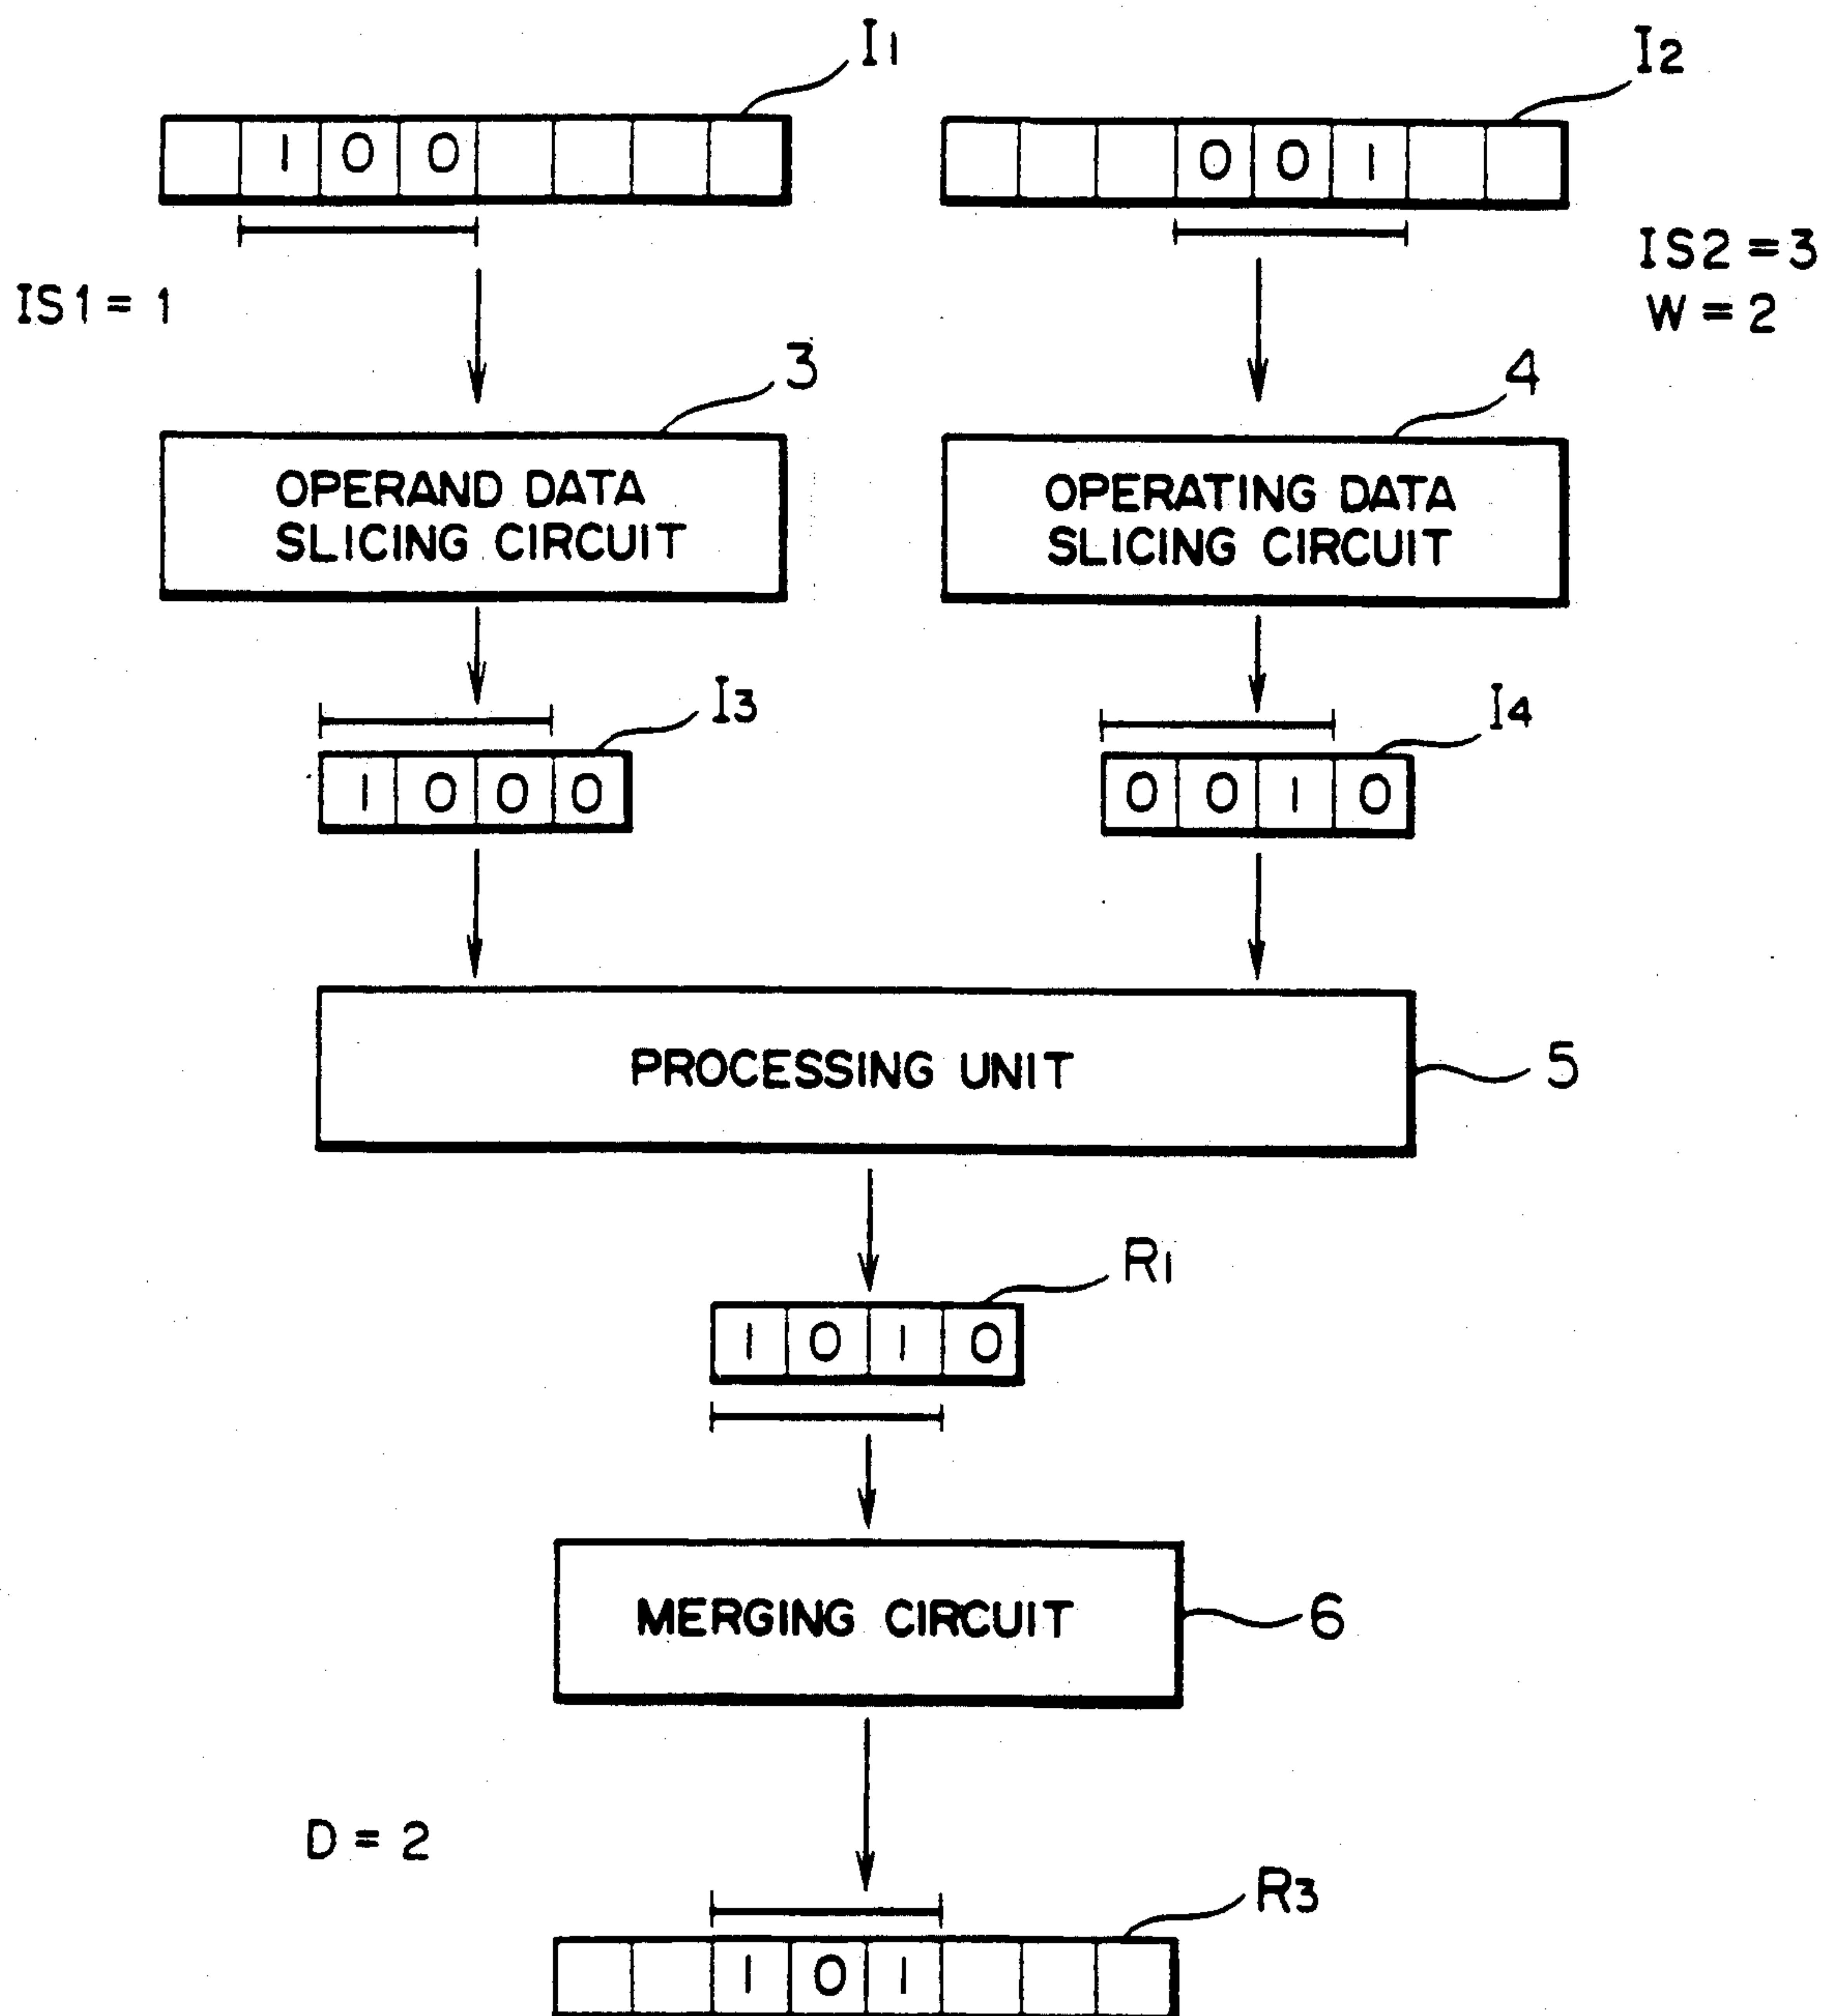 I1
I2
1 0 0
0 0 1
IS1 = 1
IS2 = 3
W = 2
3
4
OPERAND DATA
SLICING CIRCUIT
OPERATING DATA
SLICING CIRCUIT
I3
I4
1 0 0 0
0 0 1 0
PROCESSING UNIT
5
R1
1 0 1 0
MERGING CIRCUIT
6
D = 2
R3
1 0 1